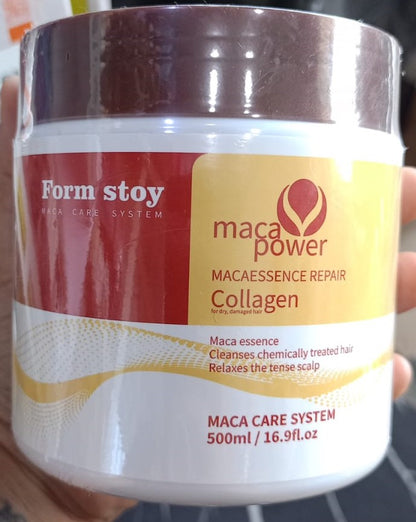 Form stoy
MACA CARE SYSTEM
maca
power
MACAESSENCE REPAIR
Collagen
for dry, damaged hair
Maca essence
Cleanses chemically treated hair
Relaxes the tense scalp
MACA CARE SYSTEM
500ml / 16.9fl.oz